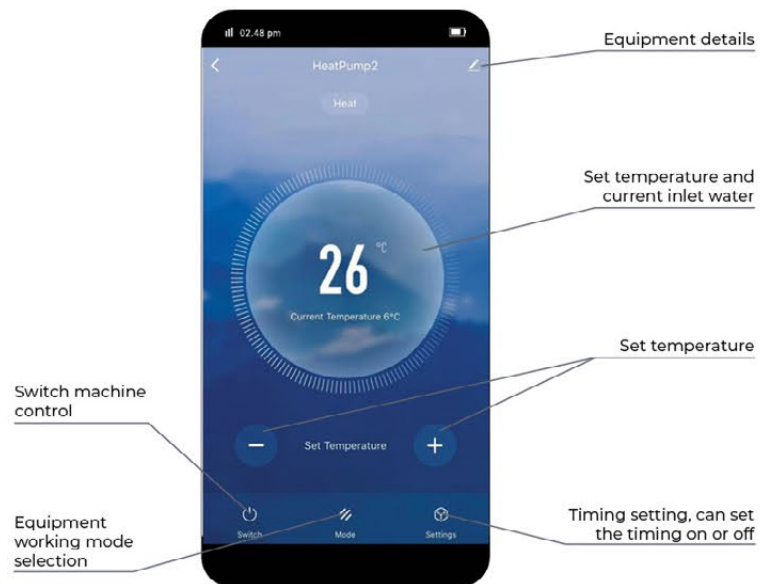 02.48 pm
HeatPump2
Heat
26 °C
Current Temperature 6°C
Set Temperature
Switch
Mode
Settings
Equipment details
Set temperature and
current inlet water
Set temperature
Switch machine
control
Equipment
working mode
selection
Timing setting, can set
the timing on or off